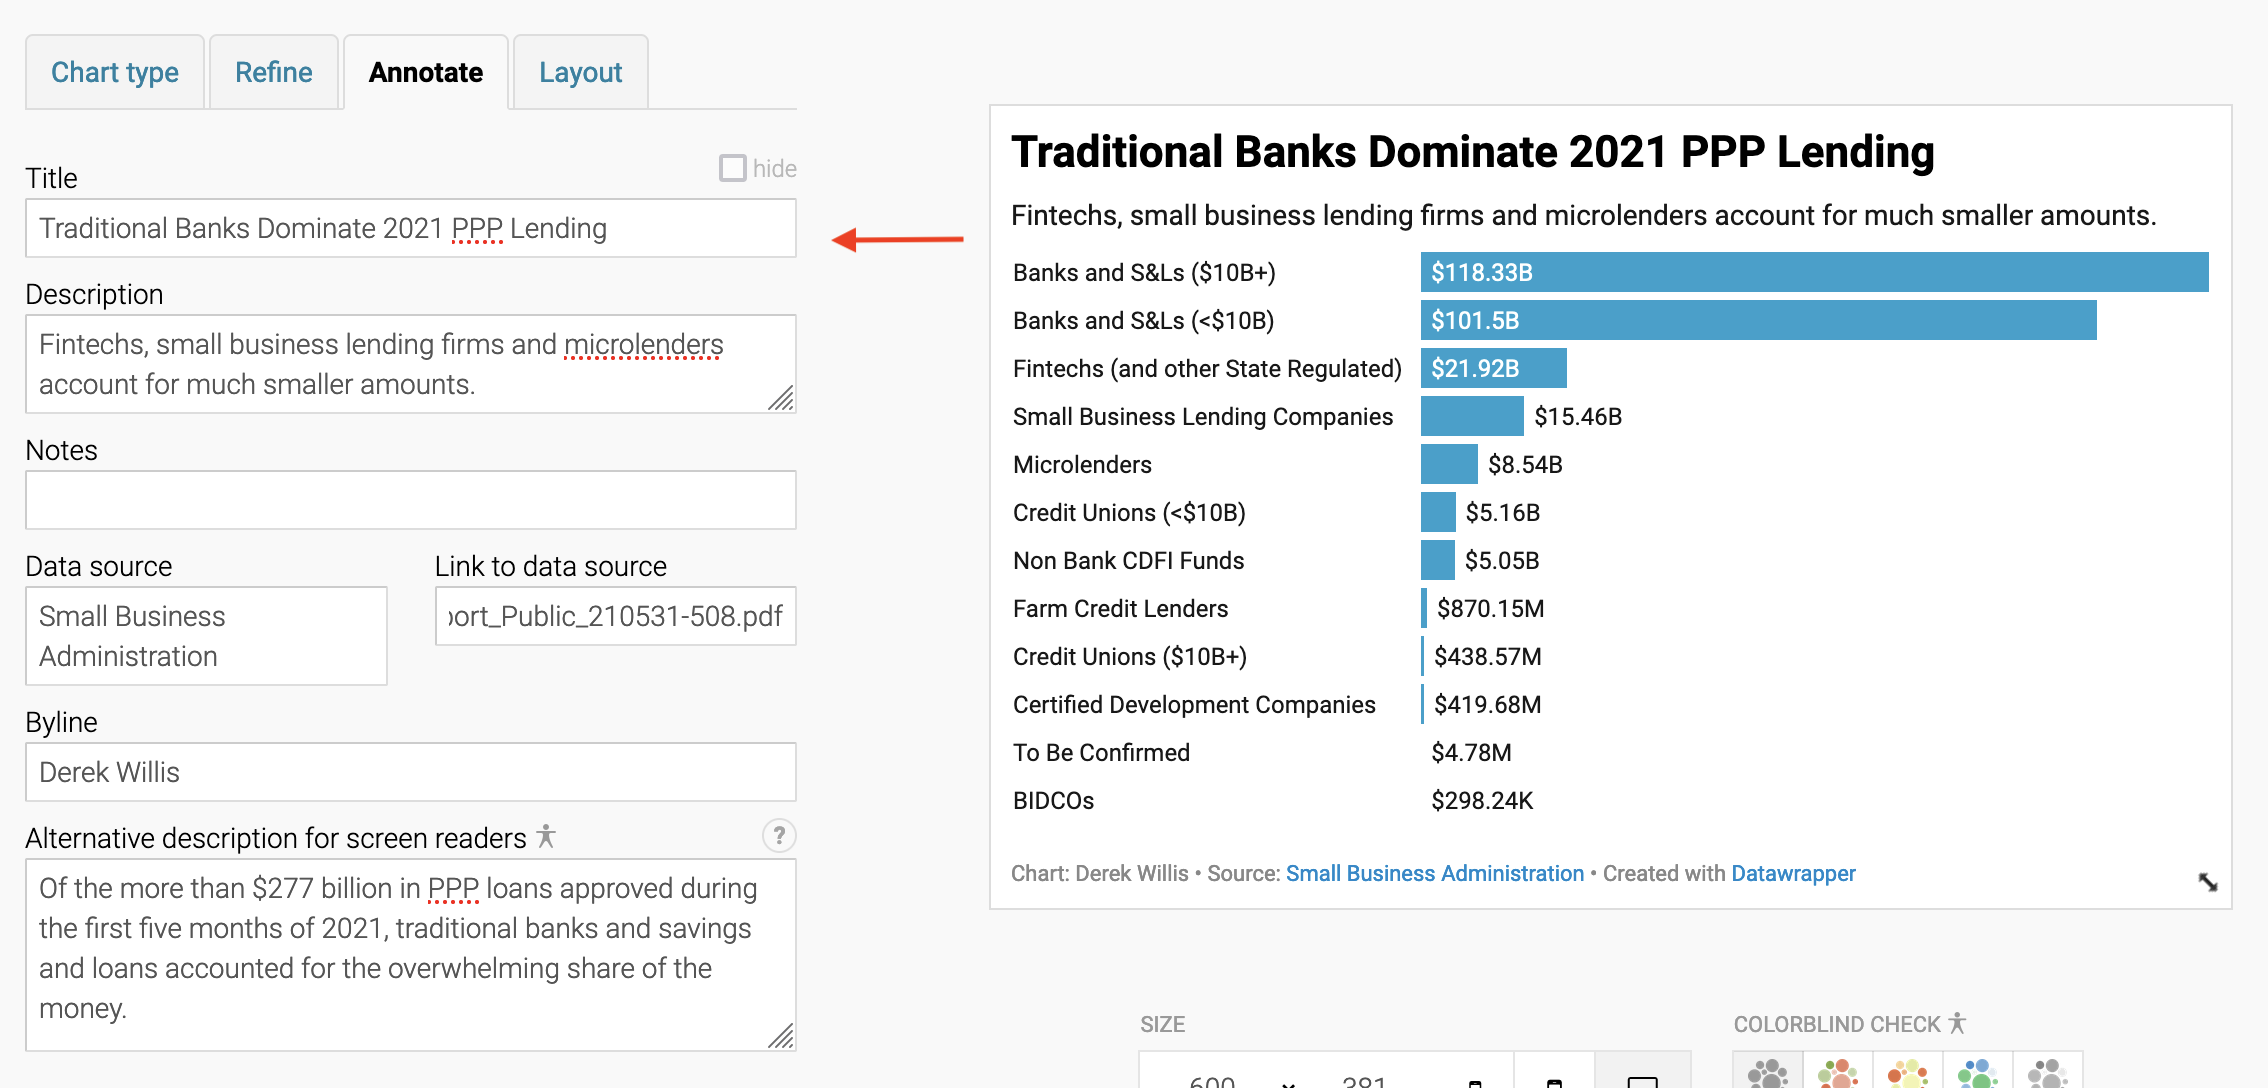 Chart type
Refine
Annotate
Layout
Title
hide
Traditional Banks Dominate 2021 PPP Lending
Description
Fintechs, small business lending firms and microlenders
account for much smaller amounts.
Notes
Data source
Link to data source
Small Business
Administration
ort_Public_210531-508.pdf
Byline
Derek Willis
Alternative description for screen readers
?
Of the more than $277 billion in PPP loans approved during
the first five months of 2021, traditional banks and savings
and loans accounted for the overwhelming share of the
money.
Traditional Banks Dominate 2021 PPP Lending
Fintechs, small business lending firms and microlenders account for much smaller amounts.
Banks and S&Ls ($10B+) $118.33B
Banks and S&Ls (<$10B) $101.5B
Fintechs (and other State Regulated) $21.92B
Small Business Lending Companies $15.46B
Microlenders $8.54B
Credit Unions (<$10B) $5.16B
Non Bank CDFI Funds $5.05B
Farm Credit Lenders $870.15M
Credit Unions ($10B+) $438.57M
Certified Development Companies $419.68M
To Be Confirmed $4.78M
BIDCOs $298.24K
Chart: Derek Willis • Source: Small Business Administration • Created with Datawrapper
SIZE
COLORBLIND CHECK
600 × 381